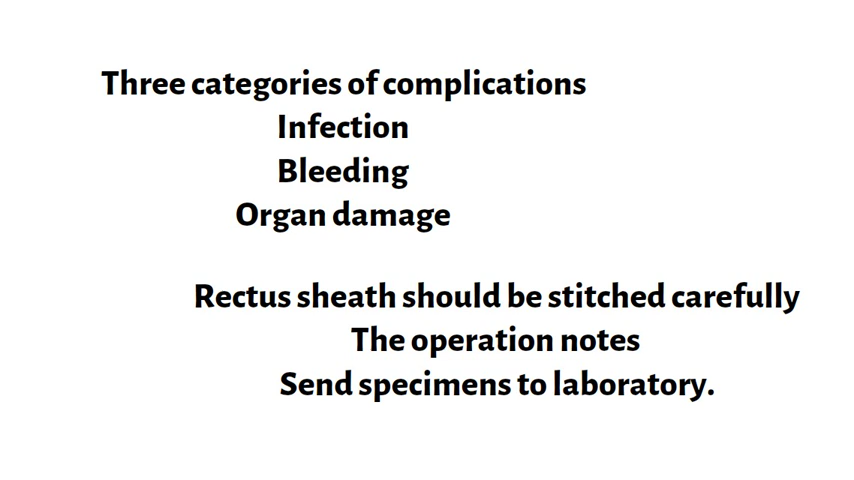 Three categories of complications
Infection
Bleeding
Organ damage
Rectus sheath should be stitched carefully
The operation notes
Send specimens to laboratory.